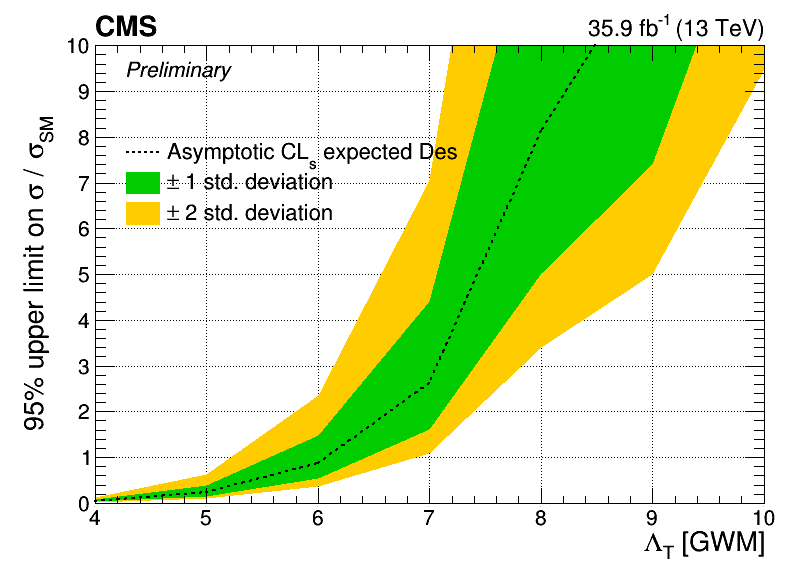 CMS
35.9 fb⁻¹ (13 TeV)
Preliminary
Asymptotic CLₛ expected Des
± 1 std. deviation
± 2 std. deviation
95% upper limit on σ / σ_SM
10
9
8
7
6
5
4
3
2
1
0
4 5 6 7 8 9 10
Λ_T [GWM]